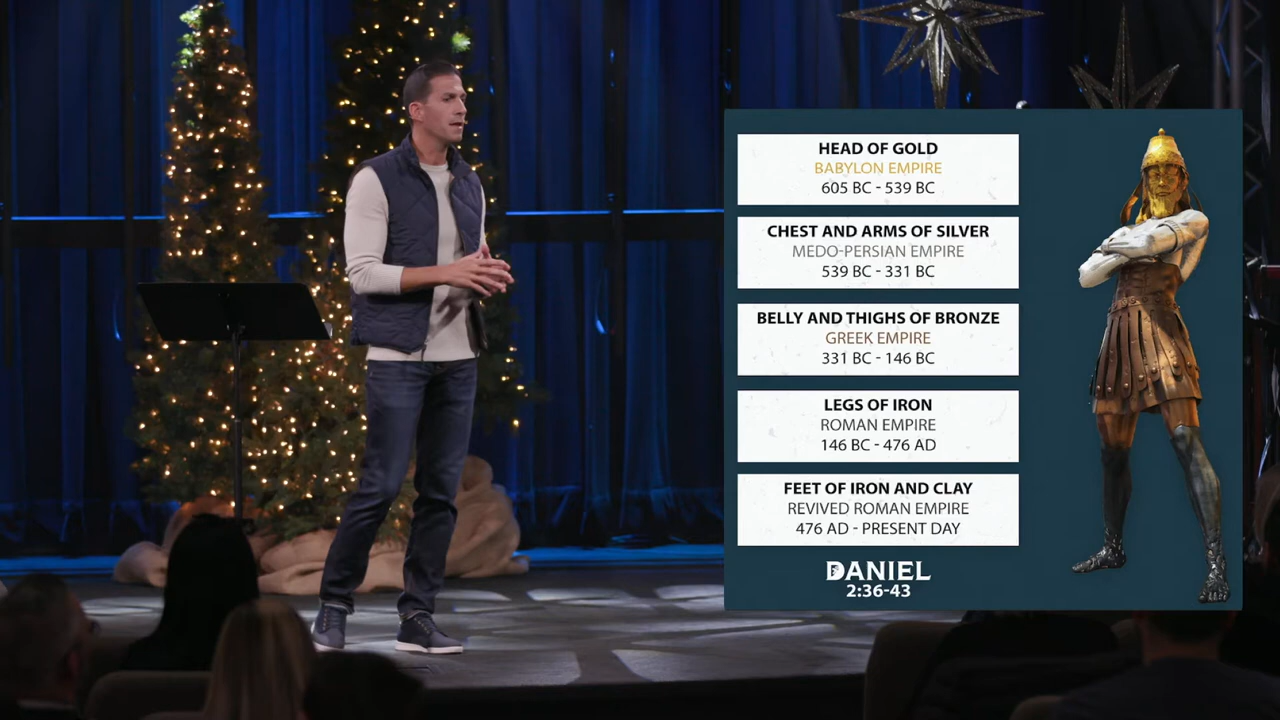 HEAD OF GOLD
BABYLON EMPIRE
605 BC - 539 BC
CHEST AND ARMS OF SILVER
MEDO-PERSIAN EMPIRE
539 BC - 331 BC
BELLY AND THIGHS OF BRONZE
GREEK EMPIRE
331 BC - 146 BC
LEGS OF IRON
ROMAN EMPIRE
146 BC - 476 AD
FEET OF IRON AND CLAY
REVIVED ROMAN EMPIRE
476 AD - PRESENT DAY
DANIEL
2:36-43